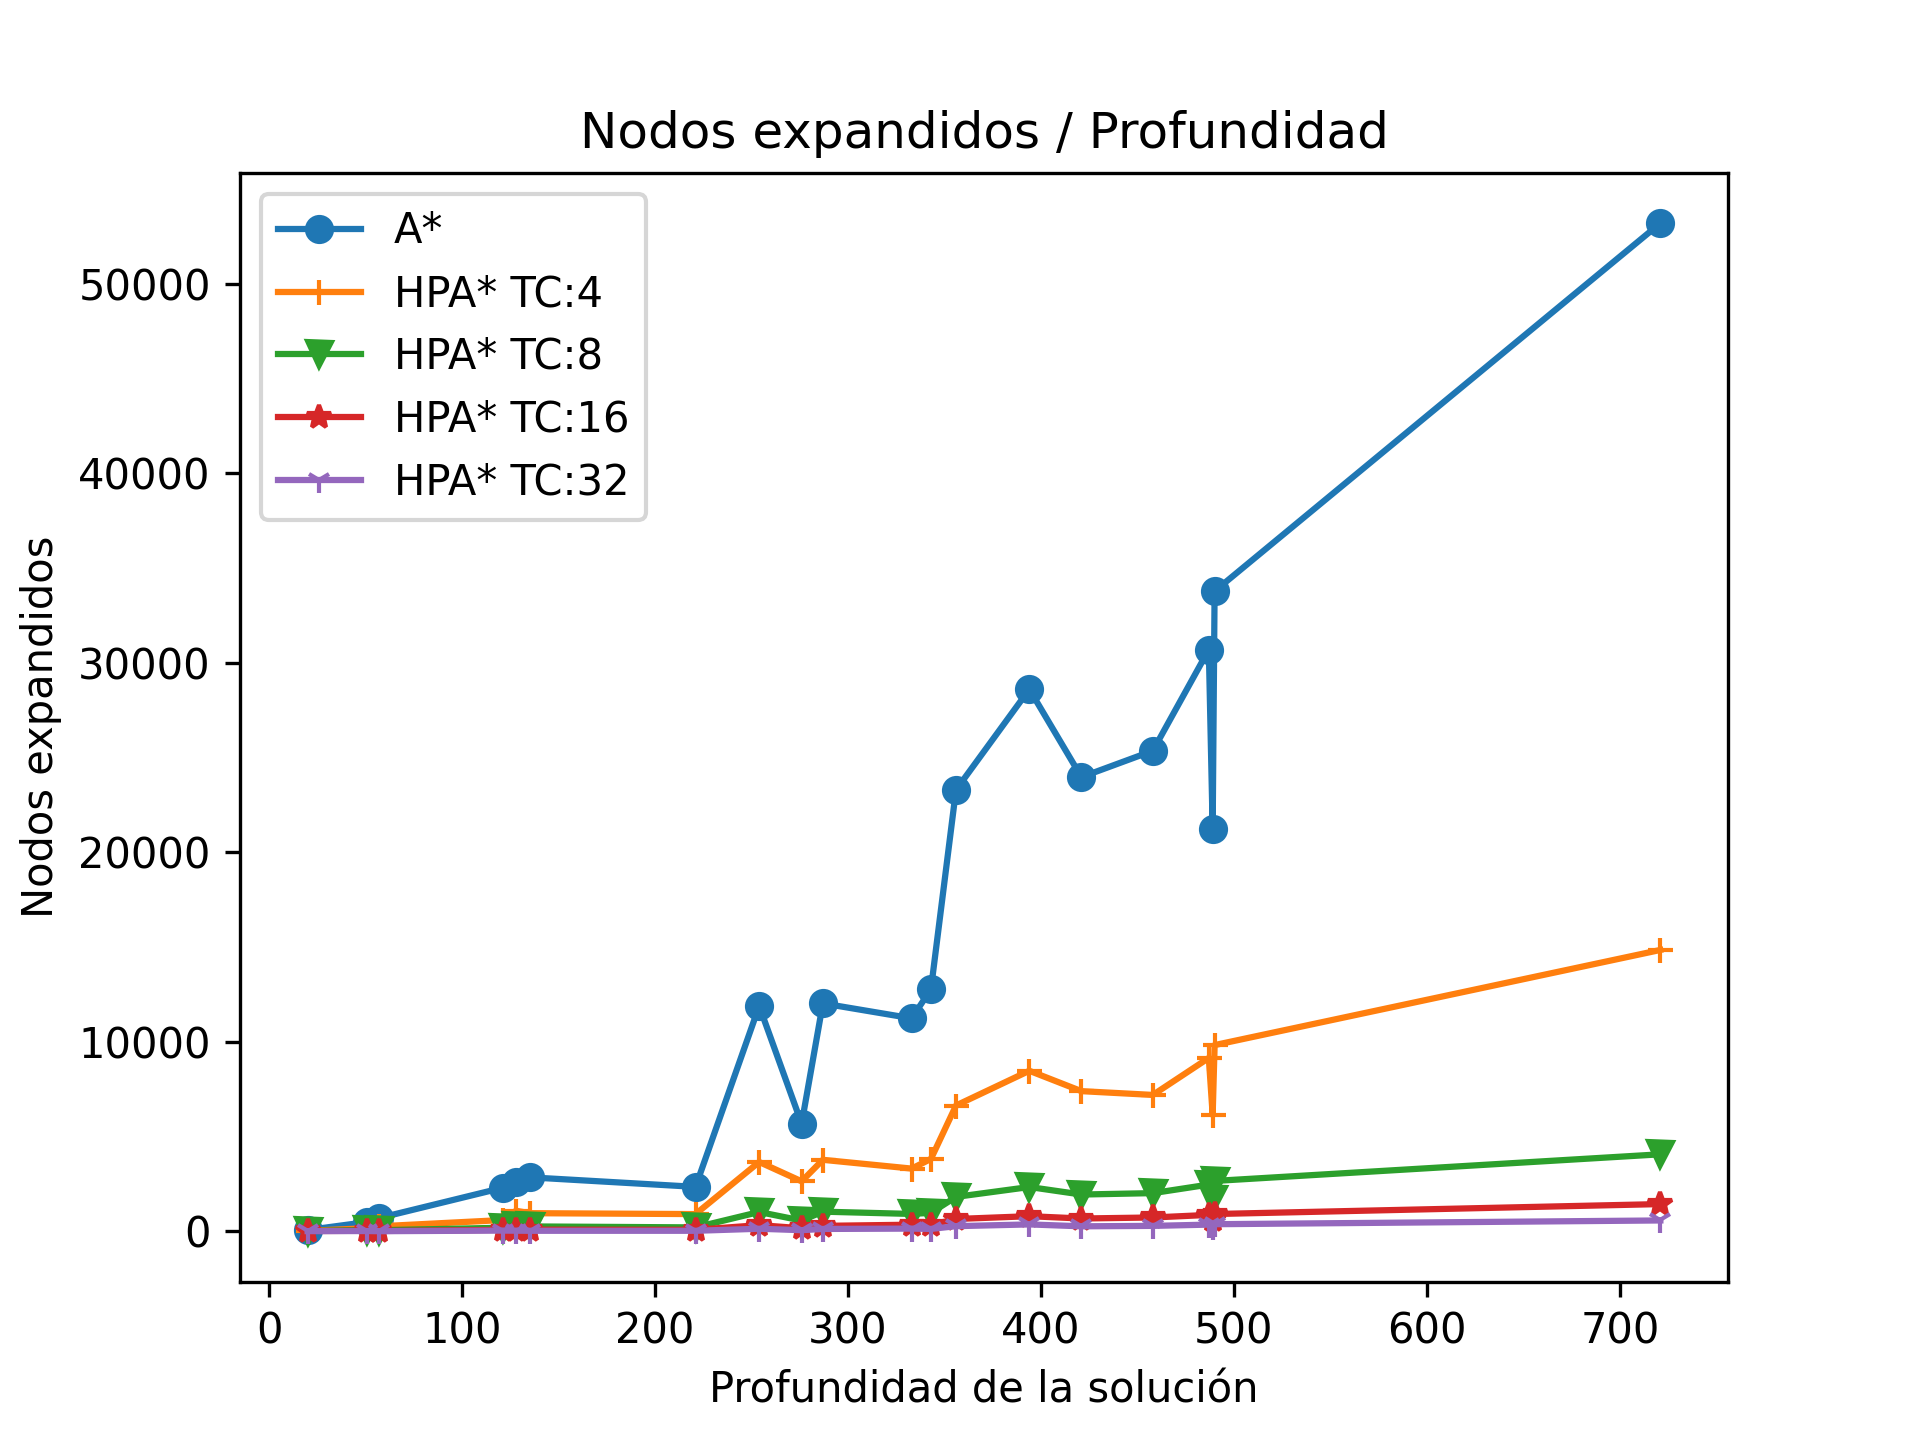 Nodos expandidos / Profundidad
A*
HPA* TC:4
HPA* TC:8
HPA* TC:16
HPA* TC:32
Nodos expandidos
50000
40000
30000
20000
10000
0
0 100 200 300 400 500 600 700
Profundidad de la solución